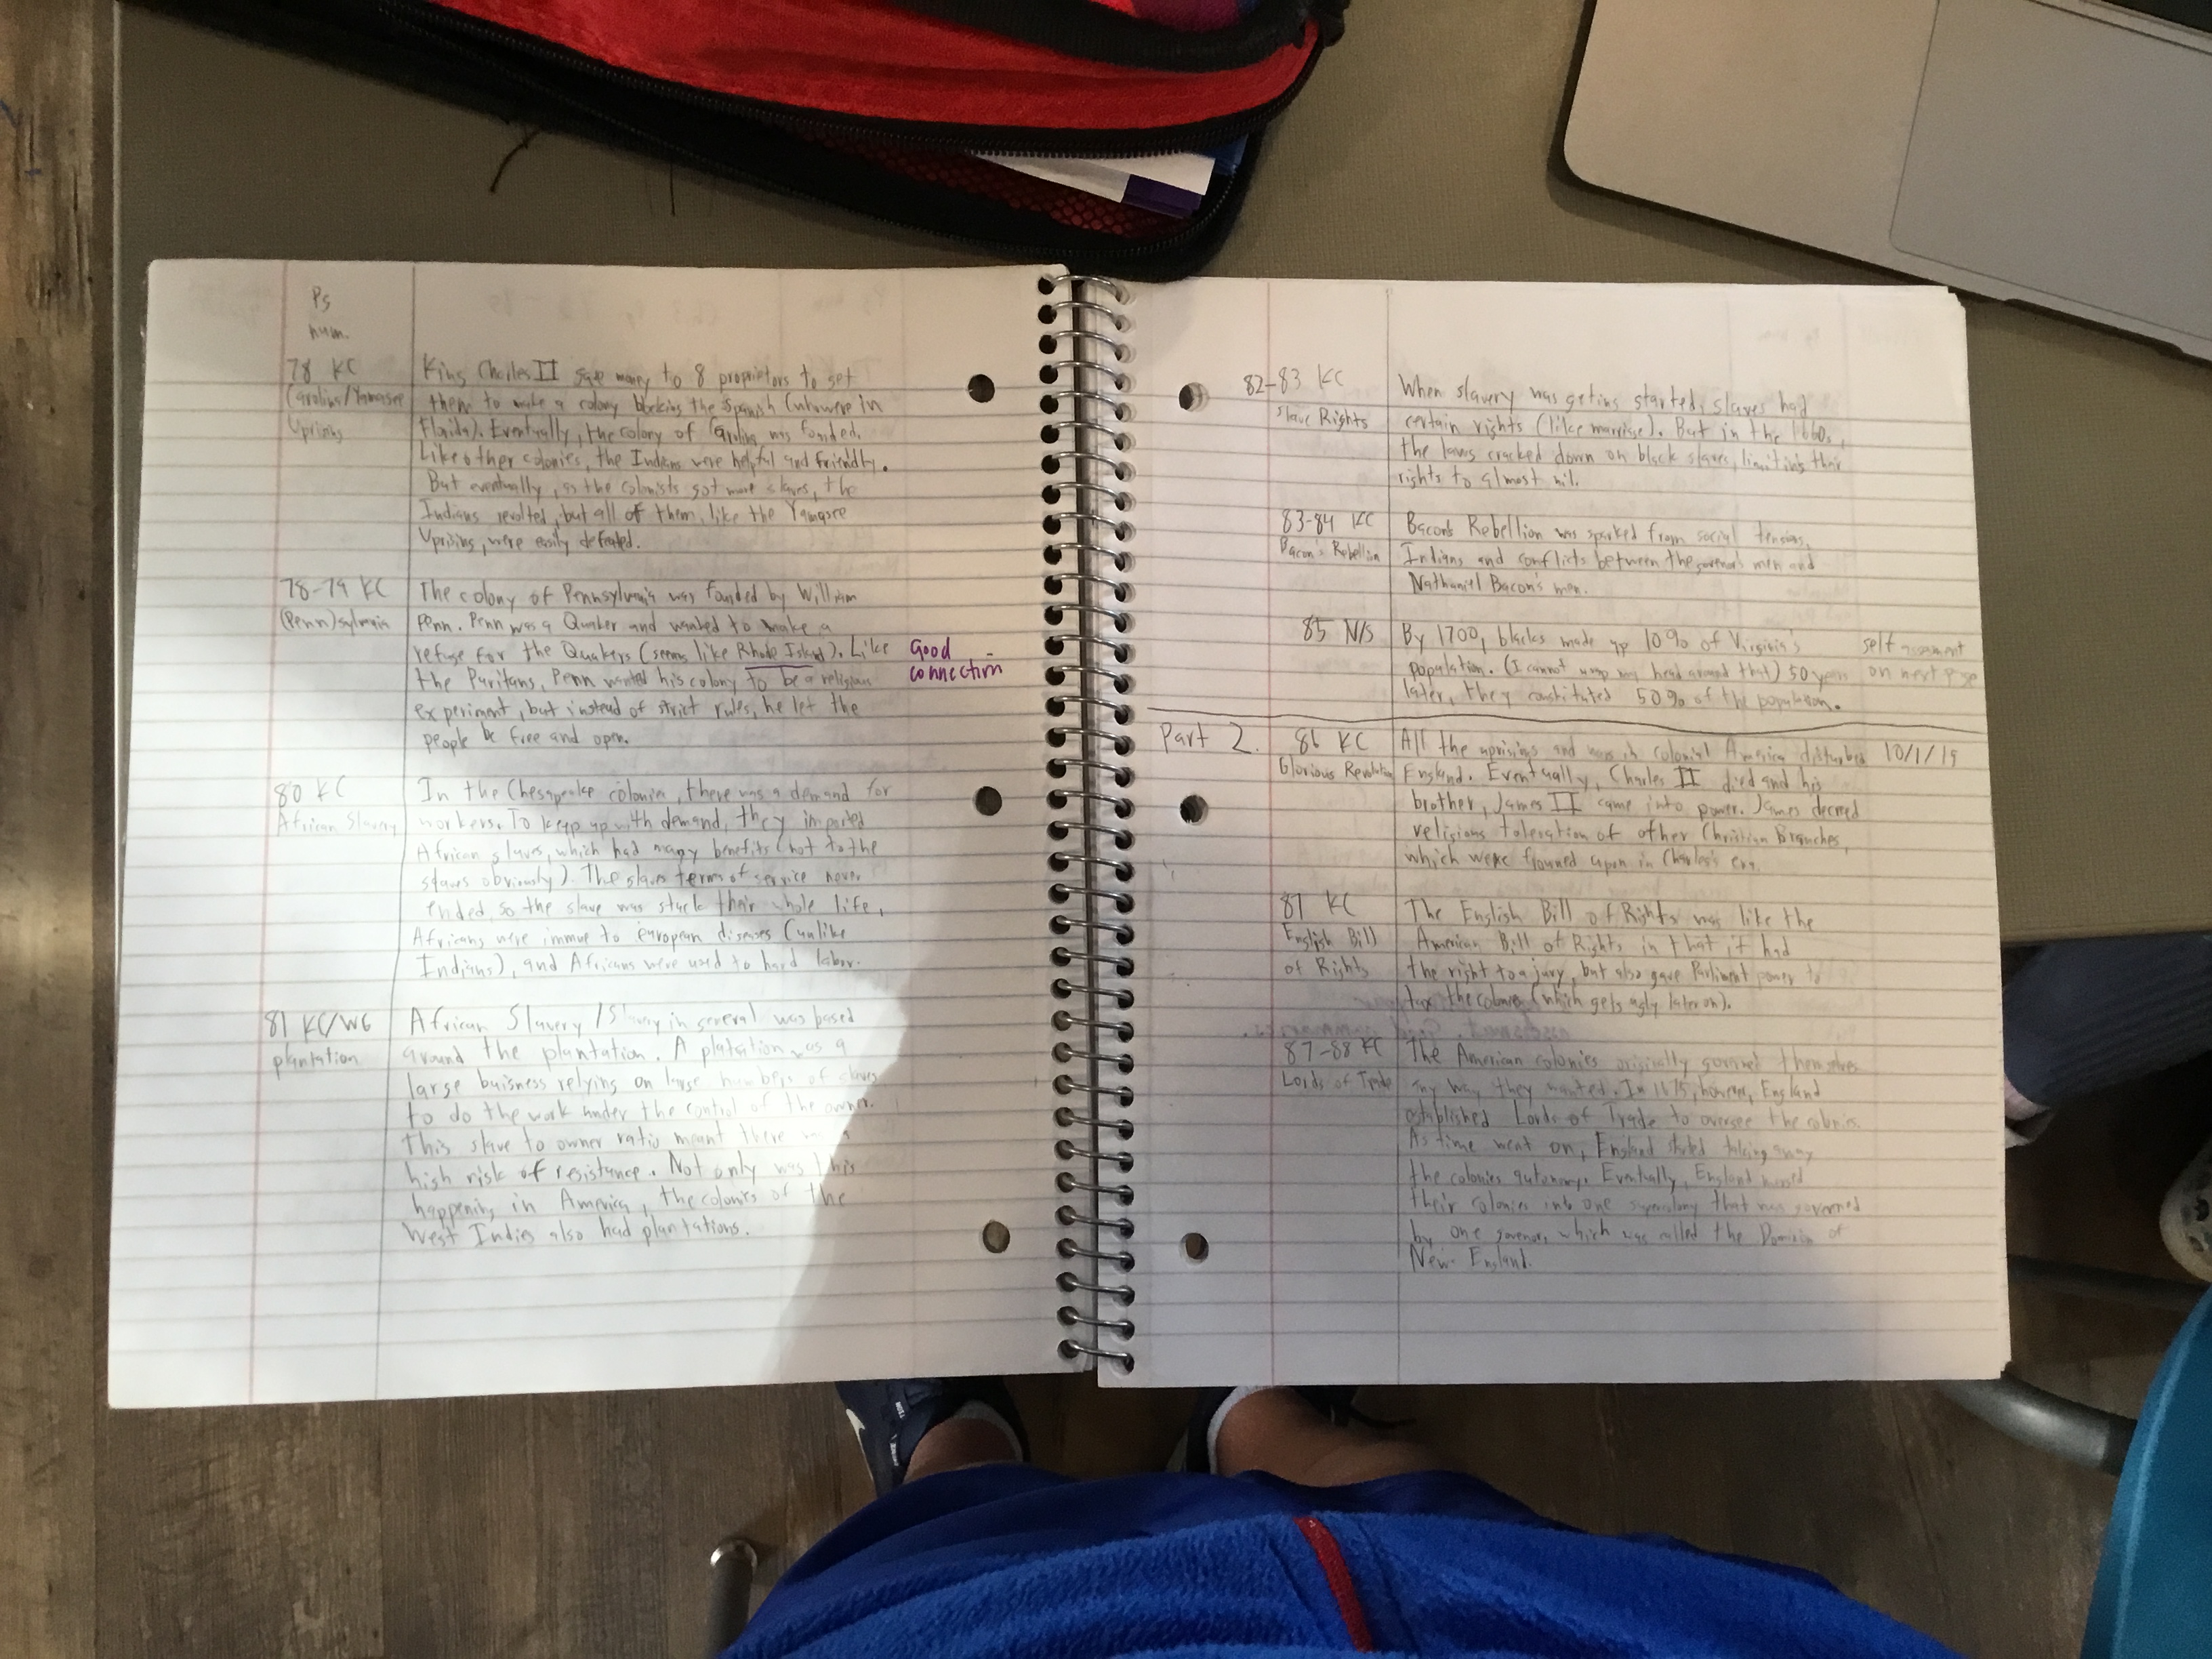 Pg
num.
78 KC
Carolina/Yamasee
Uprising
King Charles II gave money to 8 proprietors to get
them to make a colony blocking the Spanish (who were in
Florida). Eventually, the colony of Carolina was founded.
Like other colonies, the Indians were helpful and friendly.
But eventually, as the colonists got more slaves, the
Indians revolted, but all of them, like the Yamasee
Uprising, were easily defeated.
78-79 KC
(Penn)sylvania
The colony of Pennsylvania was founded by William
Penn. Penn was a Quaker and wanted to make a
refuge for the Quakers (seems like Rhode Island). Like
the Puritans, Penn wanted his colony to be a religious
experiment, but instead of strict rules, he let the
people be free and open.
Good
connection
80 KC
African Slavery
In the Chesapeake colonies, there was a demand for
workers. To keep up with demand, they imported
African slaves, which had many benefits (not to the
slaves obviously). The slaves terms of service never
ended, so the slave was stuck their whole life,
Africans were immue to european diseases (unlike
Indians), and Africans were used to hard labor.
81 KC/WG
plantation
African Slavery / Slavery in general was based
around the plantation. A platation was a
large buisness relying on large numbers of slaves
to do the work under the control of the owner.
This slave to owner ratio meant there was a
high risk of resistance. Not only was this
happening in America, the colonies of the
West Indies also had plantations.
82-83 KC
Slave Rights
When slavery was geting started, slaves had
certain rights (like marriage). But in the 1660s,
the laws cracked down on black slaves, limiting their
rights to almost nil.
83-84 KC
Bacon's Rebellion
Bacon's Rebellion was sparked from social tensions,
Indians and conflicts between the governor's men and
Nathaniel Bacon's men.
85 N/S
By 1700, blacks made up 10% of Virginia's
population. (I cannot wrap my head around that) 50 years
later, they constituted 50% of the population.
self assesment
on next page
Part 2.
86 KC
Glorious Revolution
10/1/19
All the uprisings and wars in colonial America disturbed
England. Eventually, Charles II died and his
brother, James II came into power. James decreed
religious toleration of other Christian Branches,
which were frowned upon in Charles's era.
87 KC
English Bill
of Rights
The English Bill of Rights was like the
American Bill of Rights in that it had
the right to a jury, but also gave Parliment power to
tax the colonies (which gets ugly later on).
87-88 KC
Lords of Trade
The American colonies originally governed themselves
any way they wanted. In 1675, however, England
established Lords of Trade to oversee the colonies.
As time went on, England started taking away
the colonies autonomy. Eventually, England
their colonies into one supercolony that was governed
by one govenor, which was called the Dominion of
New England.